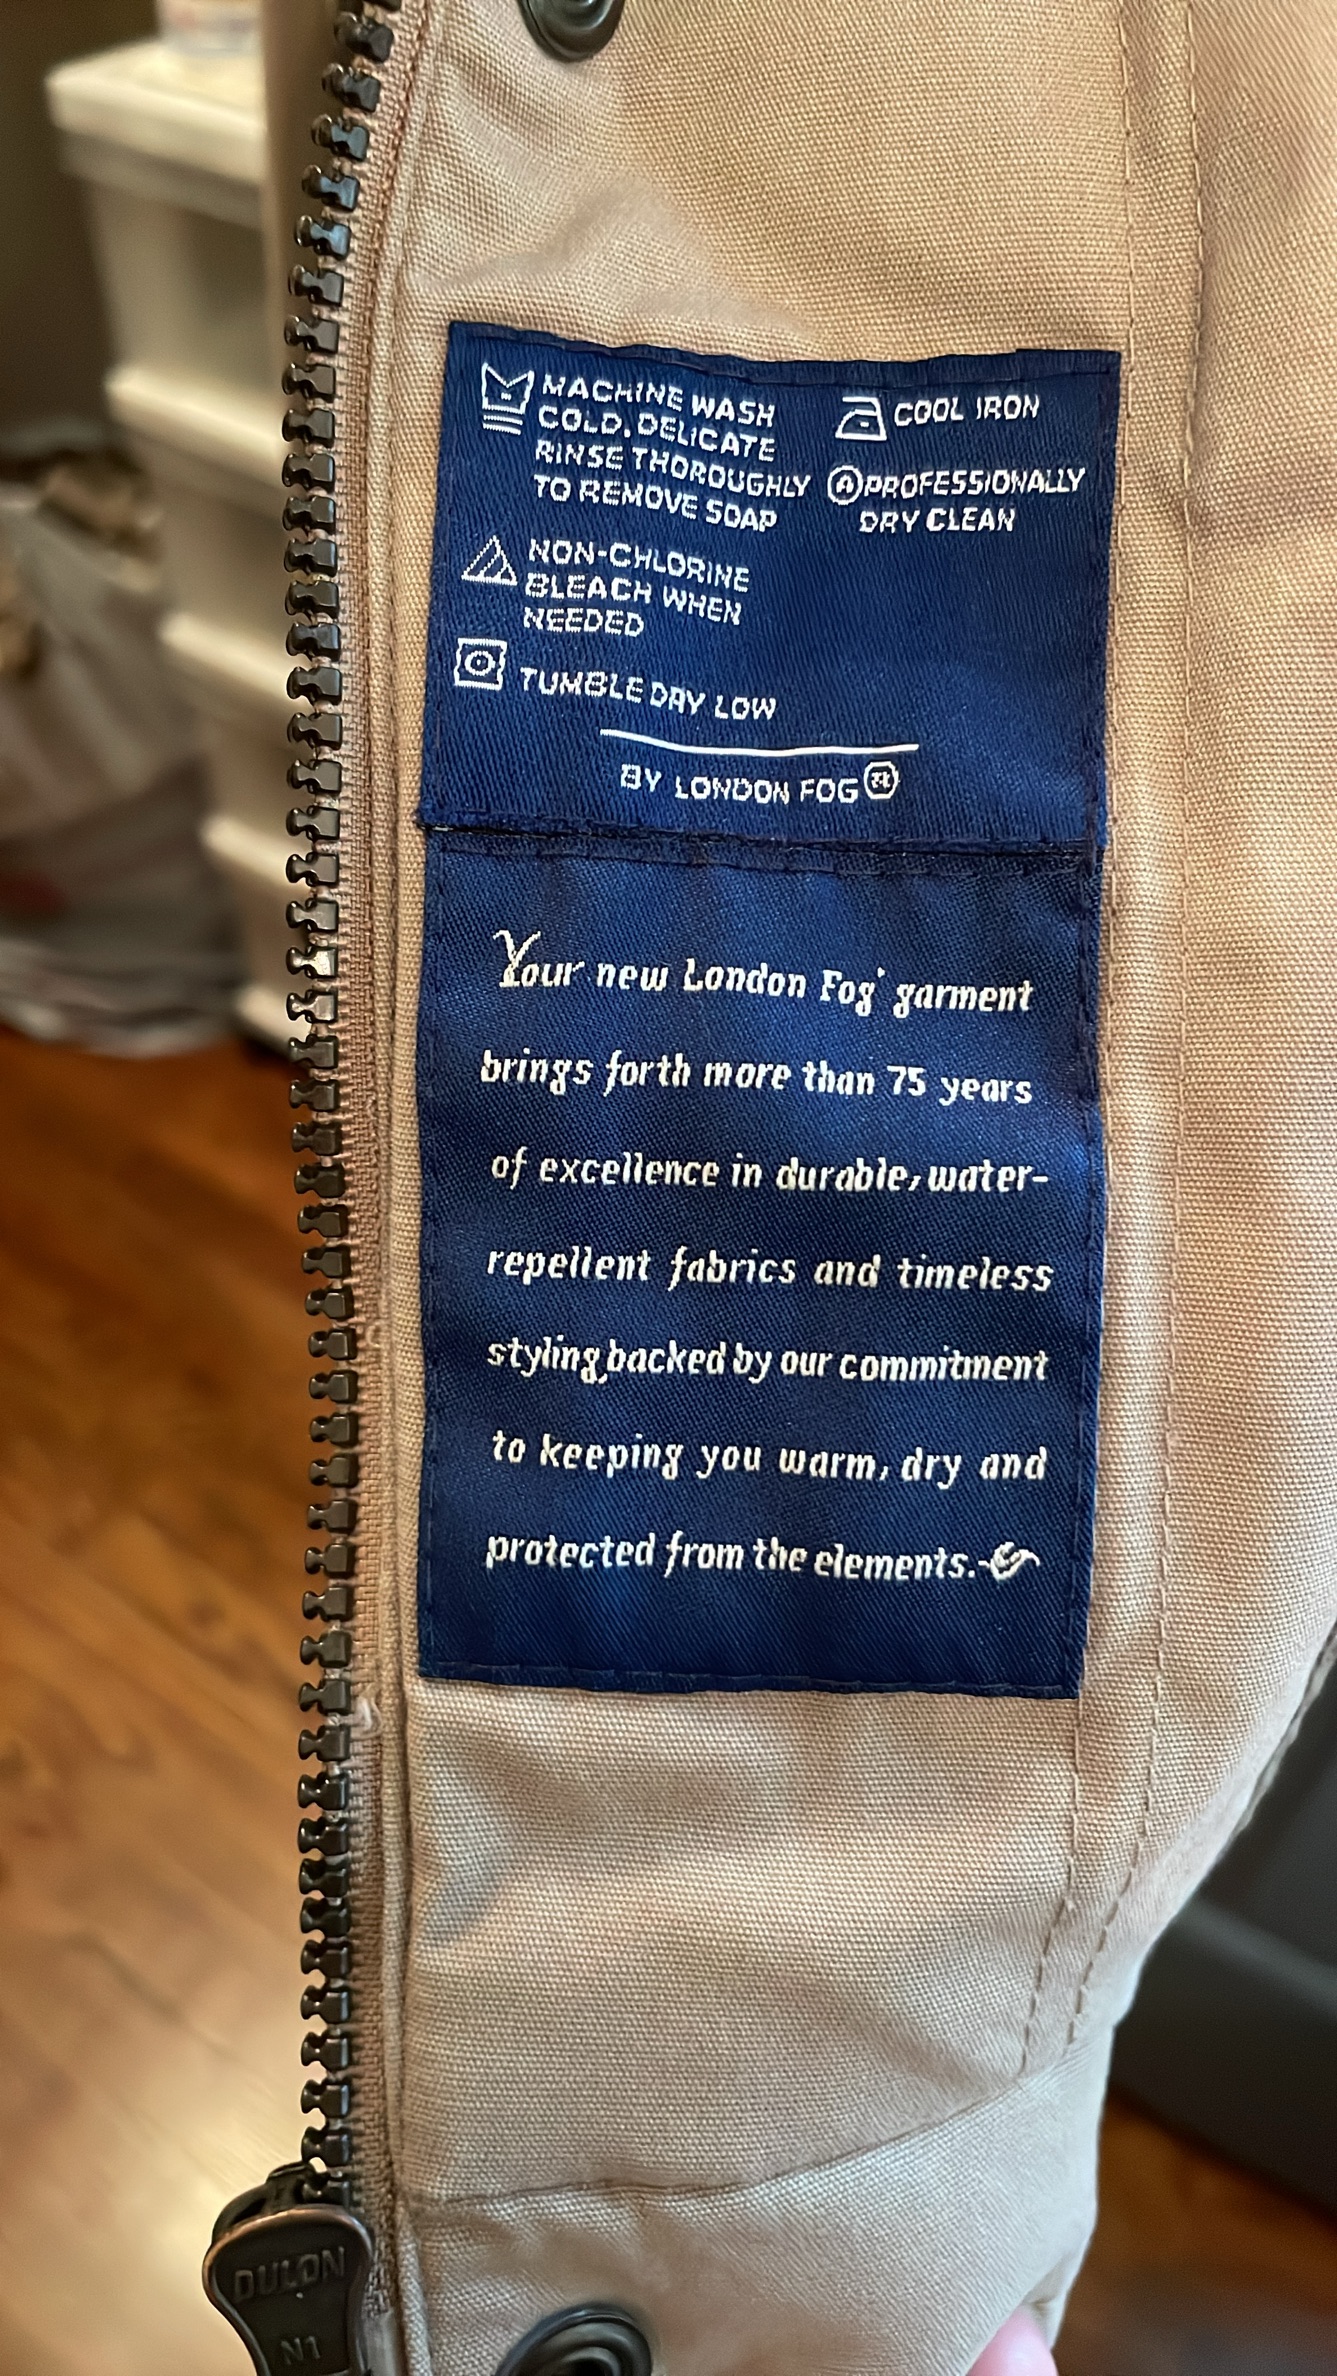 MACHINE WASH
COLD, DELICATE
RINSE THOROUGHLY
TO REMOVE SOAP
NON-CHLORINE
BLEACH WHEN
NEEDED
TUMBLE DRY LOW
COOL IRON
Ⓐ PROFESSIONALLY
DRY CLEAN
BY LONDON FOG®
Your new London Fog® garment
brings forth more than 75 years
of excellence in durable, water-
repellent fabrics and timeless
styling, backed by our commitment
to keeping you warm, dry and
protected from the elements.
DULON
N1